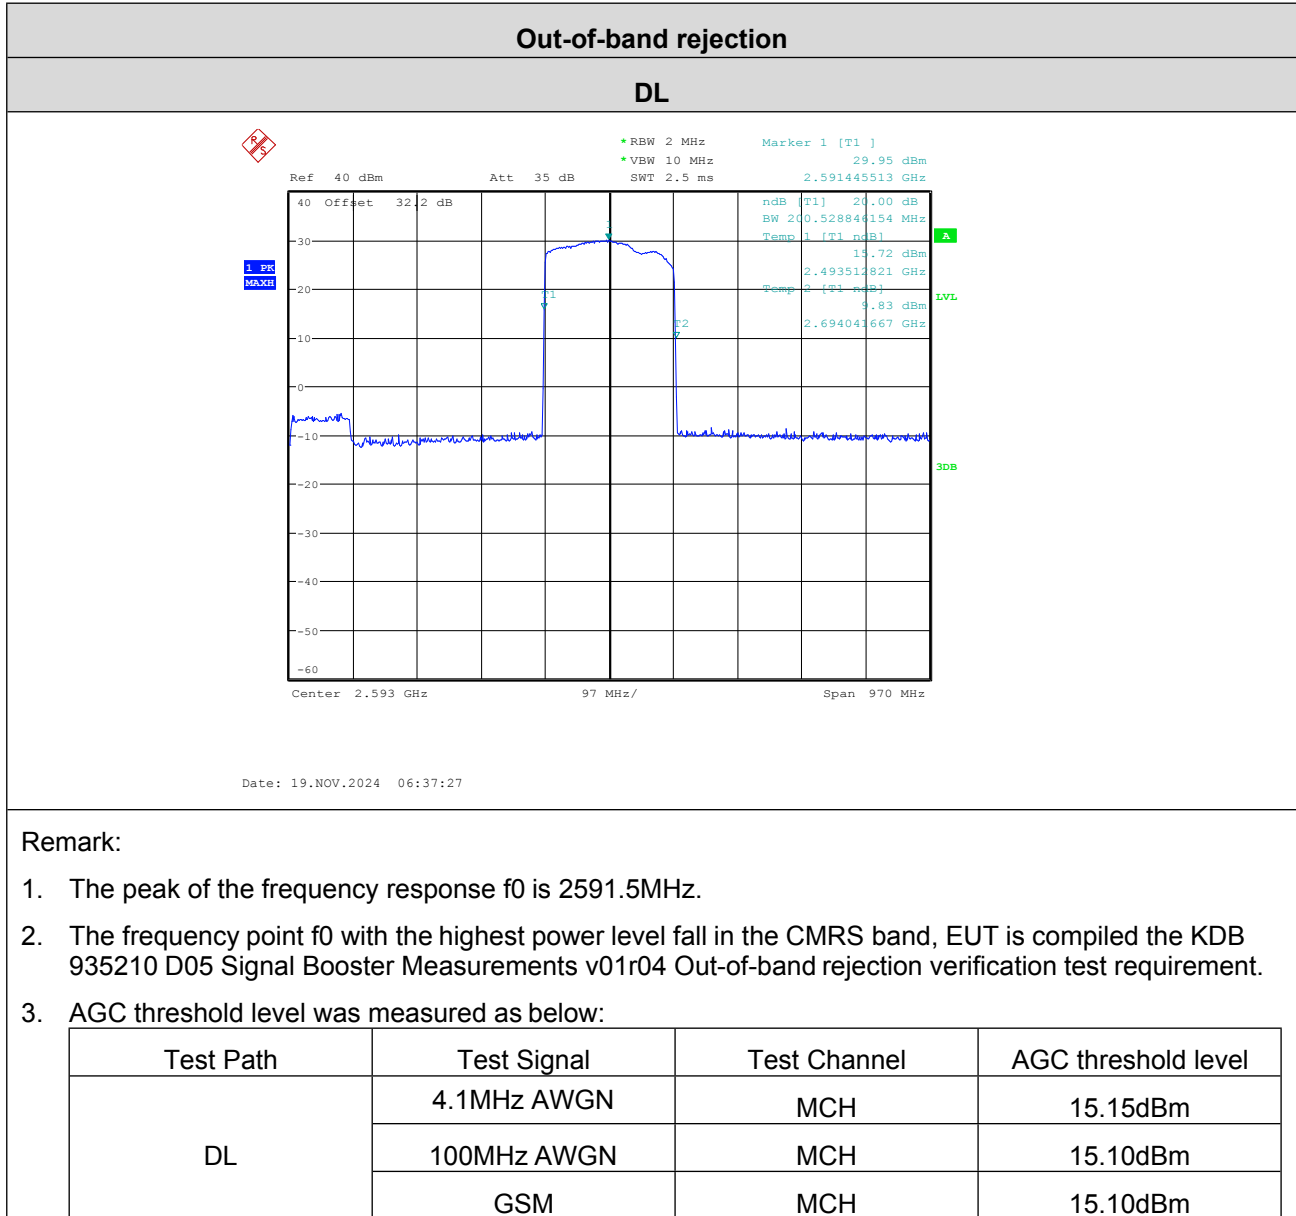 Out-of-band rejection
DL
R/S
* RBW 2 MHz Marker 1 [T1 ]
* VBW 10 MHz 29.95 dBm
Ref 40 dBm Att 35 dB SWT 2.5 ms 2.591445513 GHz
40 Offset 32.2 dB ndB [T1] 20.00 dB
BW 200.528846154 MHz
1
30 Temp 1 [T1 ndB] A
15.72 dBm
1 PK 2.493512821 GHz
MAXH
20 Temp 2 [T1 ndB]
T1 9.83 dBm LVL
T2 2.694041667 GHz
10
0
-10
3DB
-20
-30
-40
-50
-60
Center 2.593 GHz 97 MHz/ Span 970 MHz
Date: 19.NOV.2024 06:37:27
Remark:
1. The peak of the frequency response f0 is 2591.5MHz.
2. The frequency point f0 with the highest power level fall in the CMRS band, EUT is compiled the KDB
935210 D05 Signal Booster Measurements v01r04 Out-of-band rejection verification test requirement.
3. AGC threshold level was measured as below:
Test Path Test Signal Test Channel AGC threshold level
4.1MHz AWGN MCH 15.15dBm
DL 100MHz AWGN MCH 15.10dBm
GSM MCH 15.10dBm